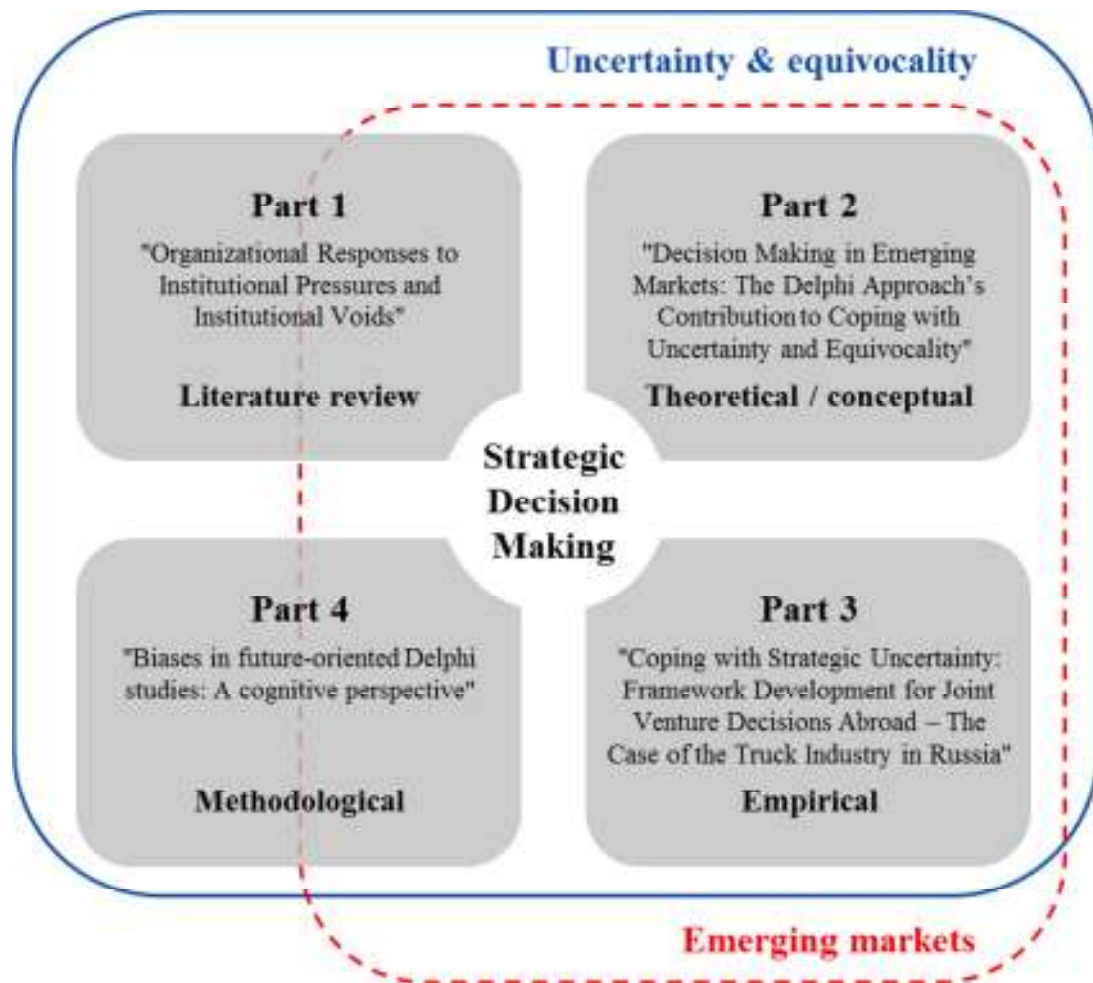 Uncertainty & equivocality
Part 1
"Organizational Responses to
Institutional Pressures and
Institutional Voids"
Literature review
Part 2
"Decision Making in Emerging
Markets: The Delphi Approach's
Contribution to Coping with
Uncertainty and Equivocality"
Theoretical / conceptual
Strategic
Decision
Making
Part 4
"Biases in future-oriented Delphi
studies: A cognitive perspective"
Methodological
Part 3
"Coping with Strategic Uncertainty:
Framework Development for Joint
Venture Decisions Abroad – The
Case of the Truck Industry in Russia"
Empirical
Emerging markets